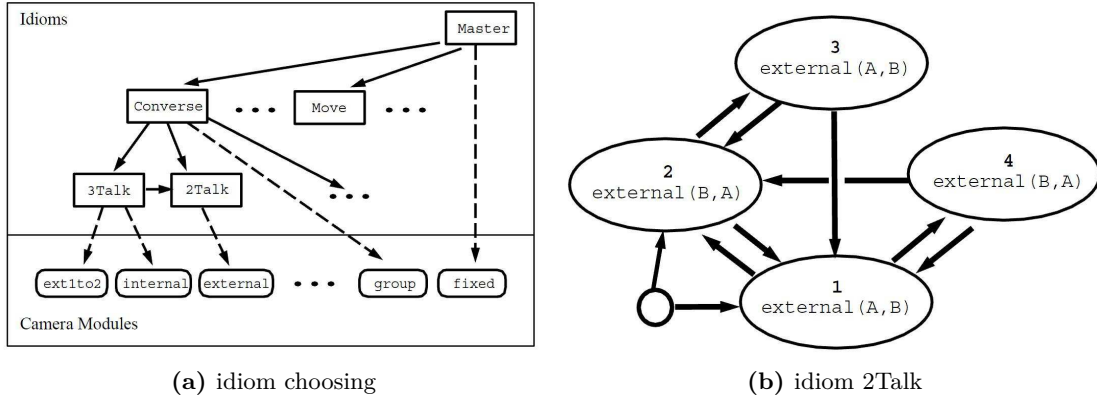 Idioms
Master
Converse
Move
3Talk
2Talk
ext1to2
internal
external
group
fixed
Camera Modules
(a) idiom choosing
3
external(A,B)
2
external(B,A)
4
external(B,A)
1
external(A,B)
(b) idiom 2Talk